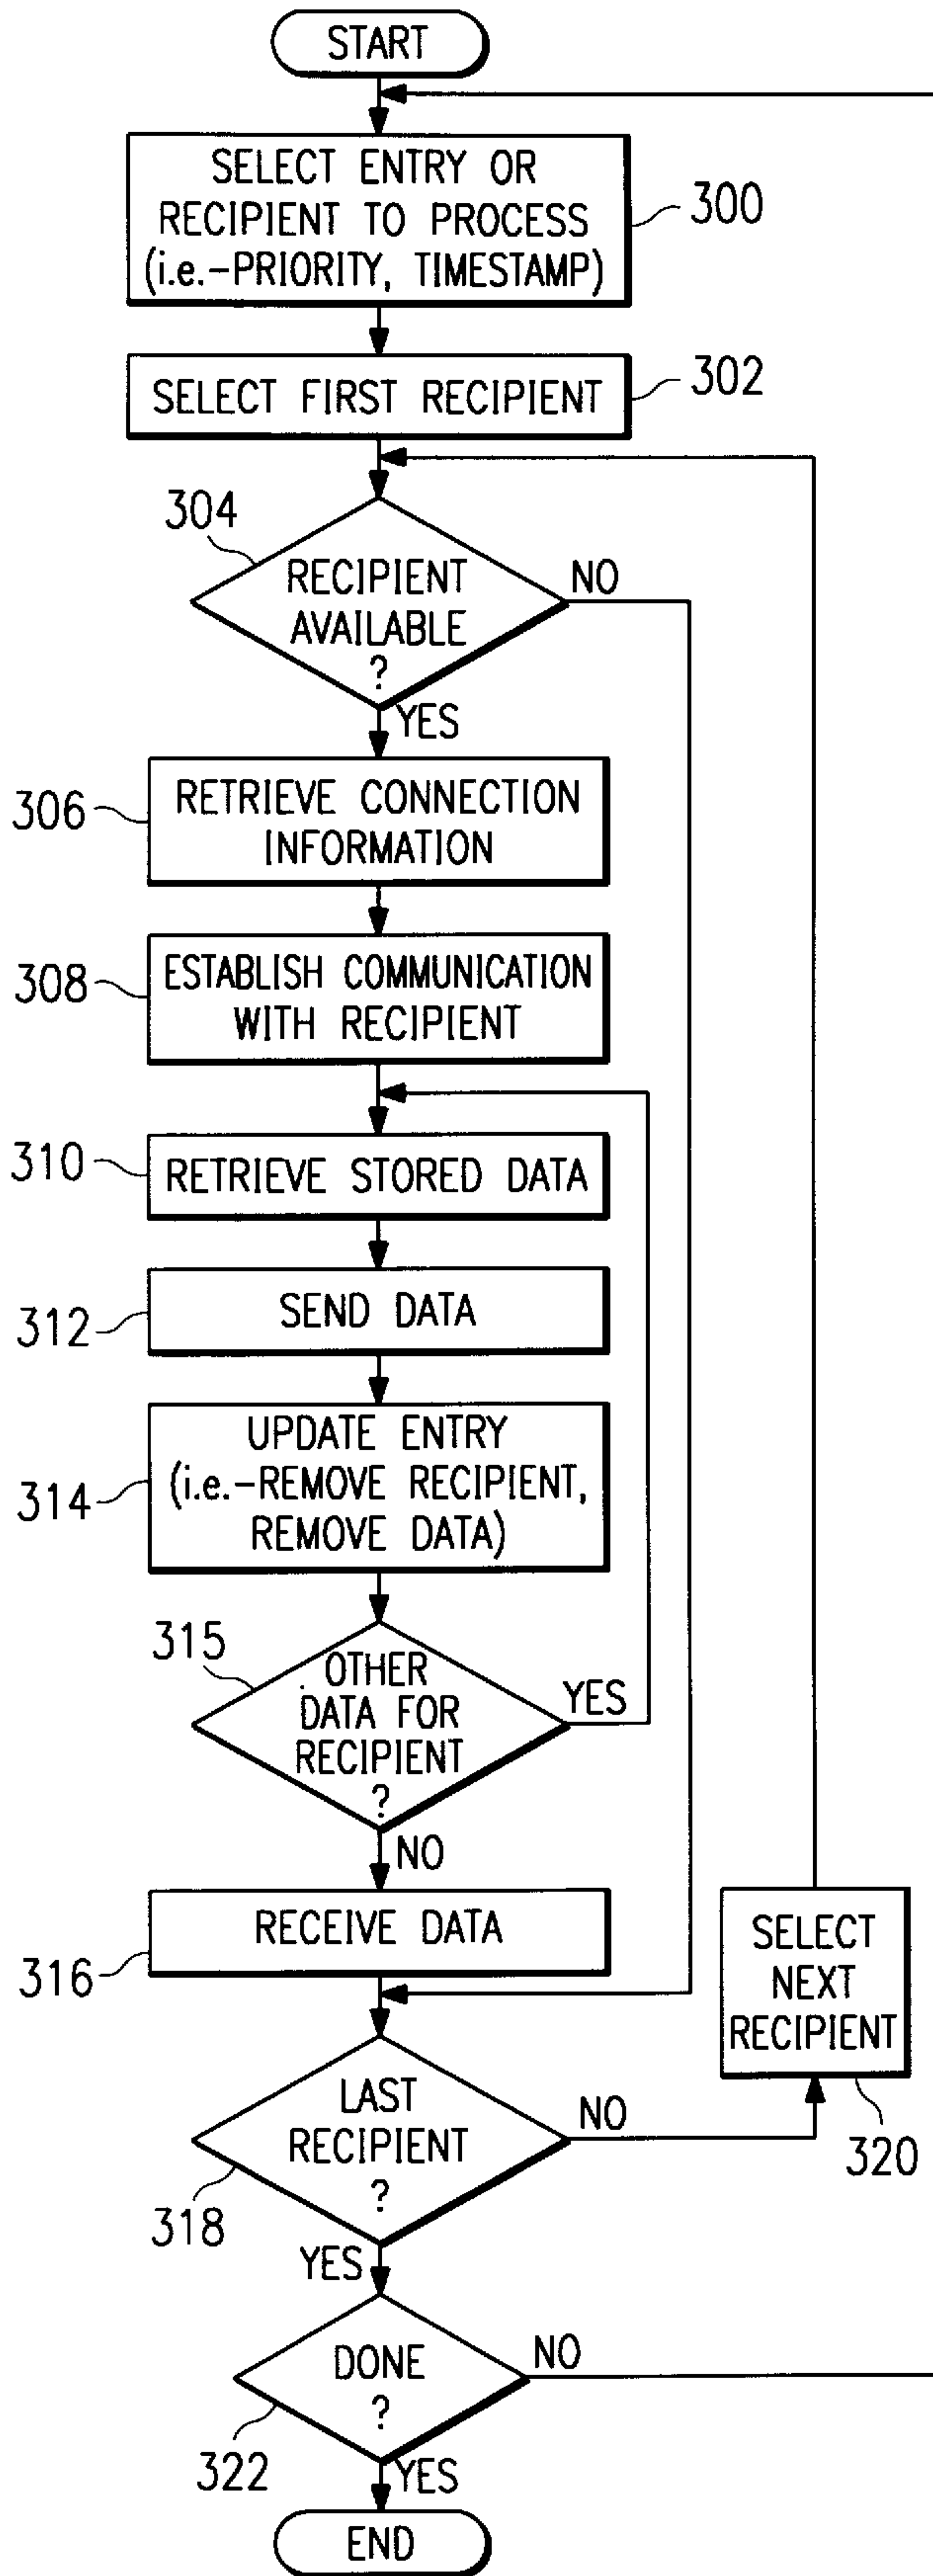 START
SELECT ENTRY OR
RECIPIENT TO PROCESS
(i.e.-PRIORITY, TIMESTAMP)
300
SELECT FIRST RECIPIENT
302
304
RECIPIENT
AVAILABLE
?
NO
YES
306
RETRIEVE CONNECTION
INFORMATION
308
ESTABLISH COMMUNICATION
WITH RECIPIENT
310
RETRIEVE STORED DATA
312
SEND DATA
314
UPDATE ENTRY
(i.e.-REMOVE RECIPIENT,
REMOVE DATA)
315
OTHER
DATA FOR
RECIPIENT
?
YES
NO
316
RECEIVE DATA
SELECT
NEXT
RECIPIENT
320
LAST
RECIPIENT
?
NO
318
YES
DONE
?
NO
322
YES
END